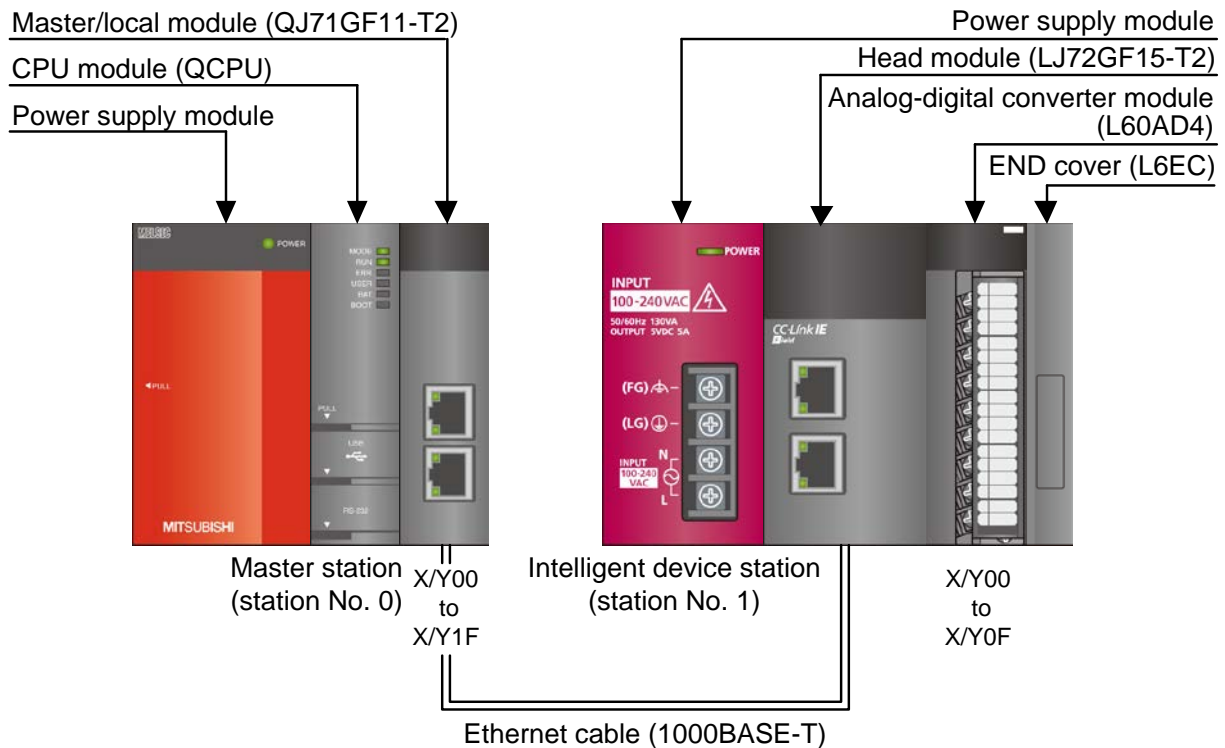 Master/local module (QJ71GF11-T2)
CPU module (QCPU)
Power supply module
Power supply module
Head module (LJ72GF15-T2)
Analog-digital converter module
(L60AD4)
END cover (L6EC)
MELSEC
POWER
MODE
RUN
ERR
USER
BAT
BOOT
PULL
PULL
USB
RS-232
MITSUBISHI
POWER
INPUT
100-240VAC
50/60Hz 130VA
OUTPUT 5VDC 5A
(FG)
(LG)
N
INPUT
100-240
VAC
L
CC-Link IE
Field
Master station
(station No. 0)
X/Y00
to
X/Y1F
Intelligent device station
(station No. 1)
X/Y00
to
X/Y0F
Ethernet cable (1000BASE-T)